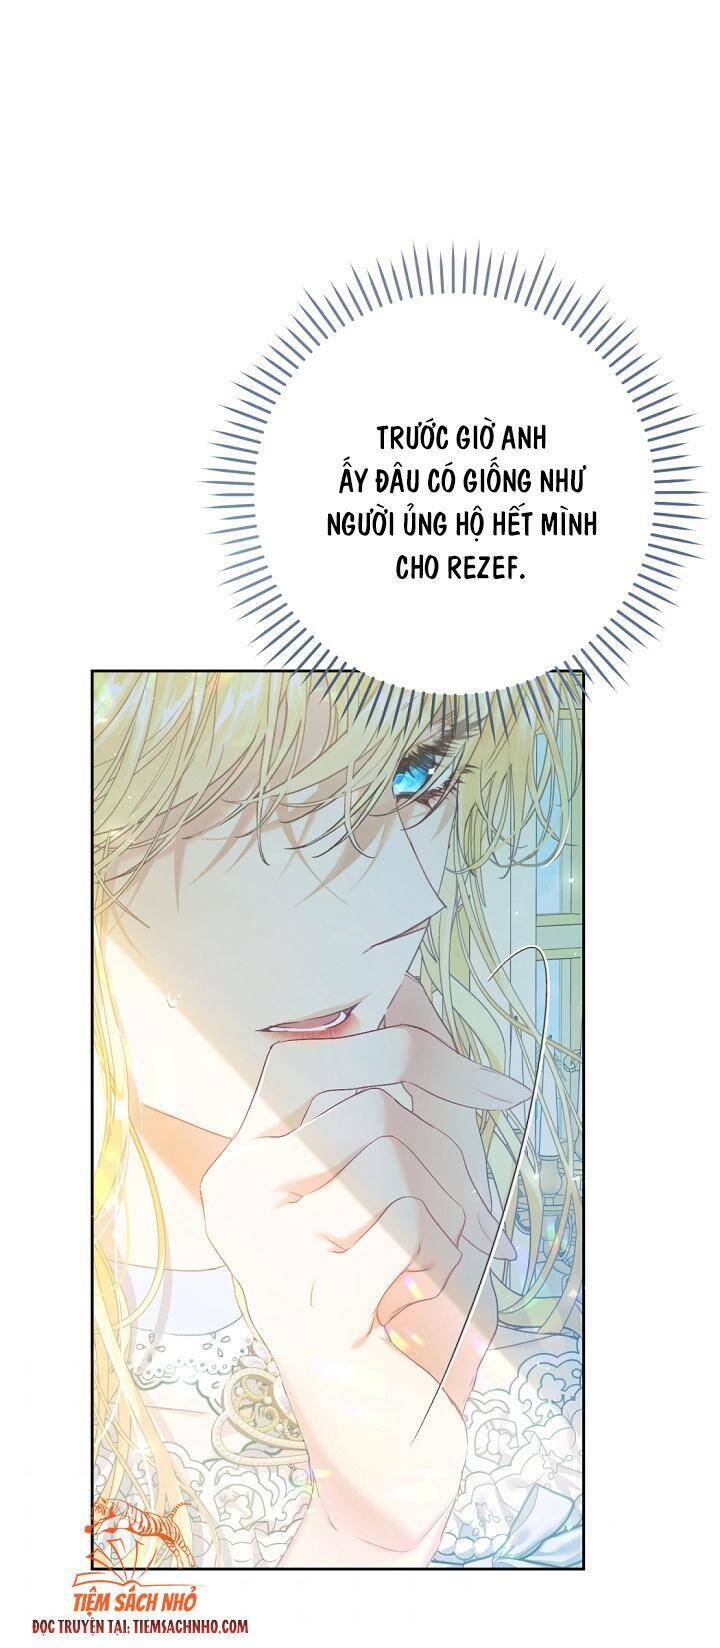 TRƯỚC GIỜ ANH
ẤY ĐÂU CÓ GIỐNG NHƯ
NGƯỜI ỦNG HỘ HẾT MÌNH
CHO REZEF.
TIỆM SÁCH NHỎ
ĐỌC TRUYỆN TẠI: TIEMSACHNHO.COM